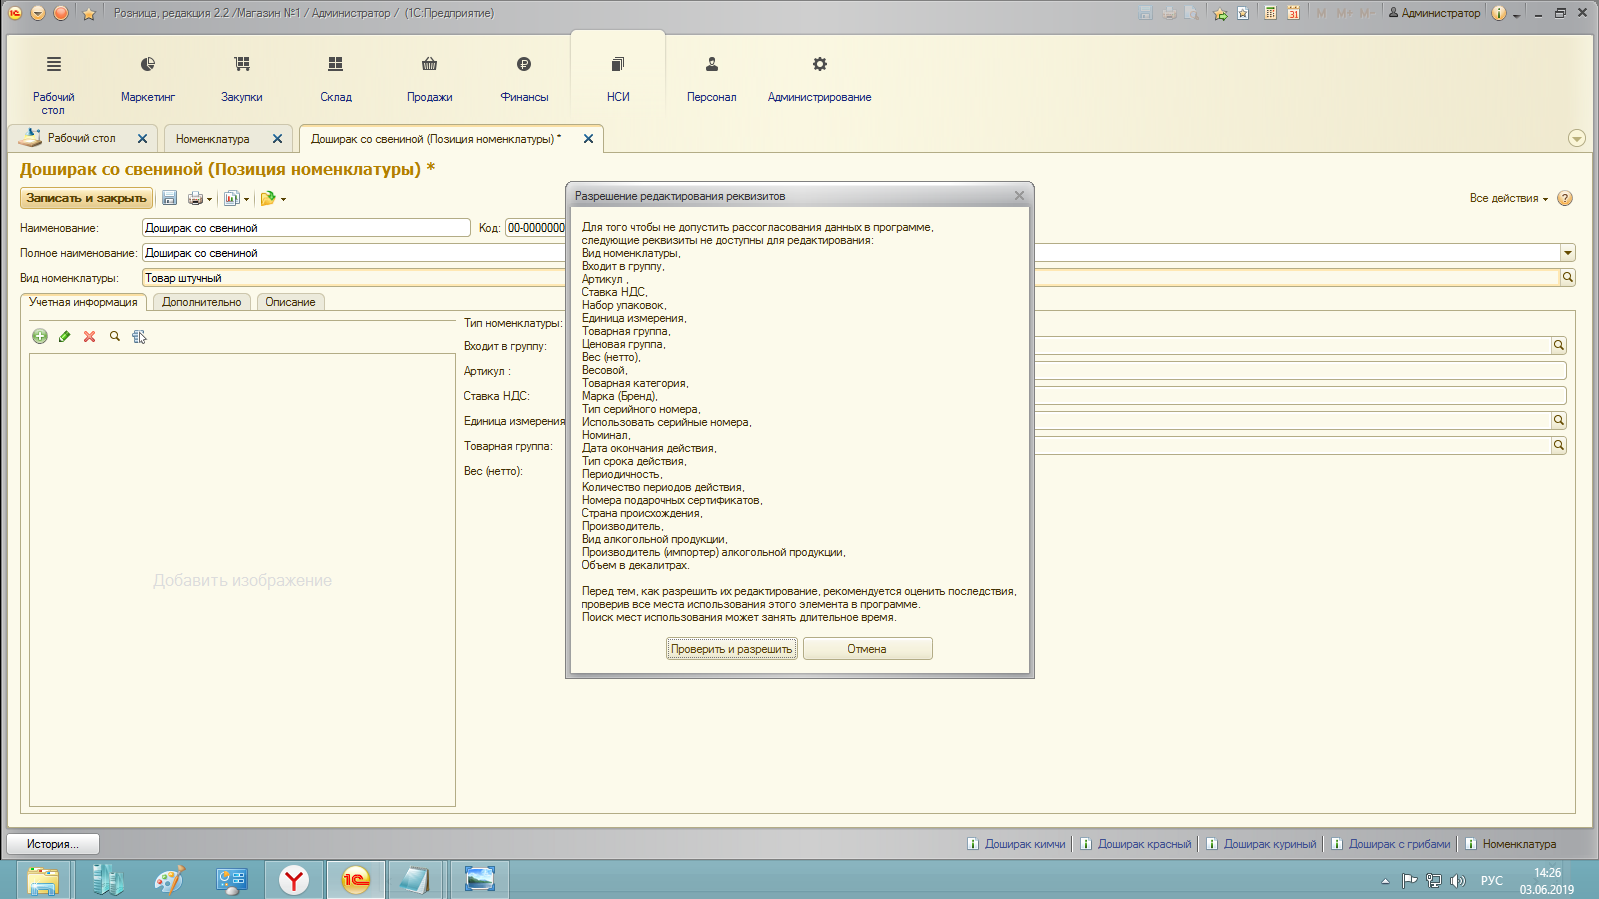 Розница, редакция 2.2 /Магазин №1 / Администратор / (1С:Предприятие)
M M+ M-
Администратор
Рабочий стол
Маркетинг
Закупки
Склад
Продажи
Финансы
НСИ
Персонал
Администрирование
Рабочий стол
Номенклатура
Доширак со свениной (Позиция номенклатуры) *
Доширак со свениной (Позиция номенклатуры) *
Записать и закрыть
Все действия
Наименование: Доширак со свениной Код: 00-0000000
Полное наименование: Доширак со свениной
Вид номенклатуры: Товар штучный
Учетная информация Дополнительно Описание
Добавить изображение
Тип номенклатуры:
Входит в группу:
Артикул :
Ставка НДС:
Единица измерения
Товарная группа:
Вес (нетто):
Разрешение редактирования реквизитов
Для того чтобы не допустить рассогласования данных в программе,
следующие реквизиты не доступны для редактирования:
Вид номенклатуры,
Входит в группу,
Артикул ,
Ставка НДС,
Набор упаковок,
Единица измерения,
Товарная группа,
Ценовая группа,
Вес (нетто),
Весовой,
Товарная категория,
Марка (Бренд),
Тип серийного номера,
Использовать серийные номера,
Номинал,
Дата окончания действия,
Тип срока действия,
Периодичность,
Количество периодов действия,
Номера подарочных сертификатов,
Страна происхождения,
Производитель,
Вид алкогольной продукции,
Производитель (импортер) алкогольной продукции,
Объем в декалитрах.
Перед тем, как разрешить их редактирование, рекомендуется оценить последствия,
проверив все места использования этого элемента в программе.
Поиск мест использования может занять длительное время.
Проверить и разрешить Отмена
История...
Доширак кимчи Доширак красный Доширак куриный Доширак с грибами Номенклатура
РУС
14:26
03.06.2019